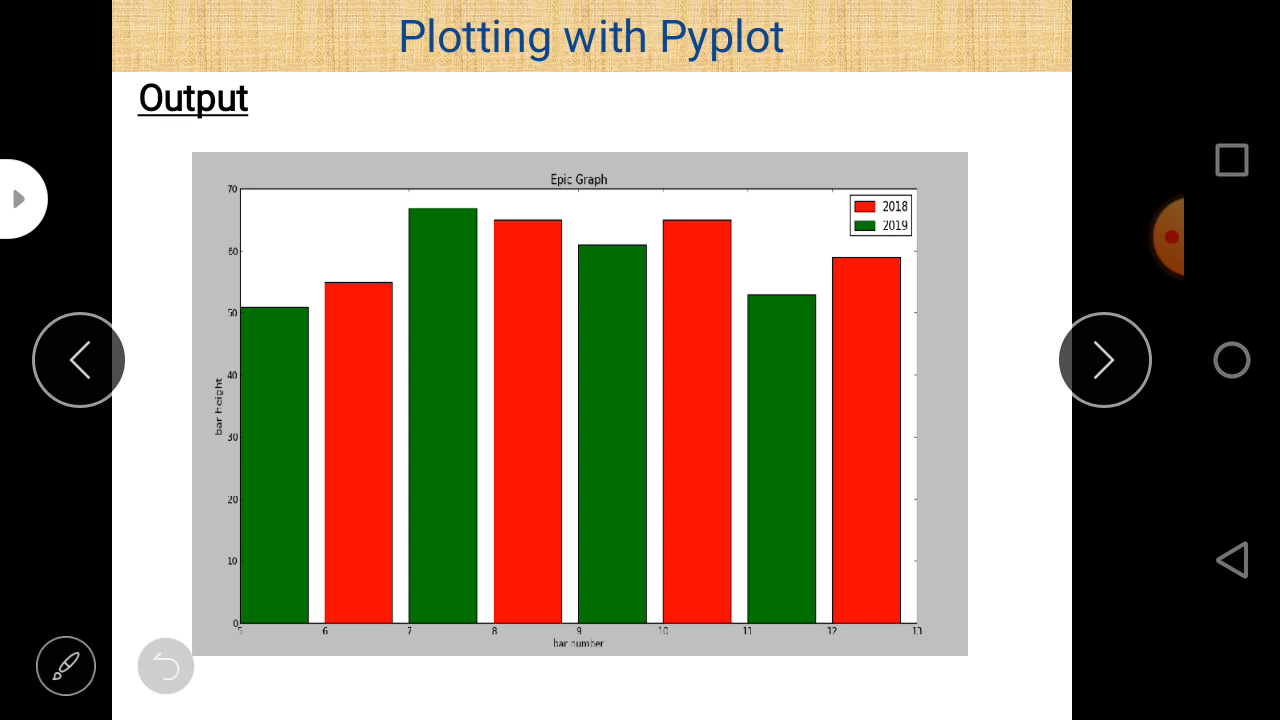 Plotting with Pyplot
Output
Epic Graph
2018
2019
70
60
50
40
30
20
10
0
bar height
5 6 7 8 9 10 11 12 13
bar number